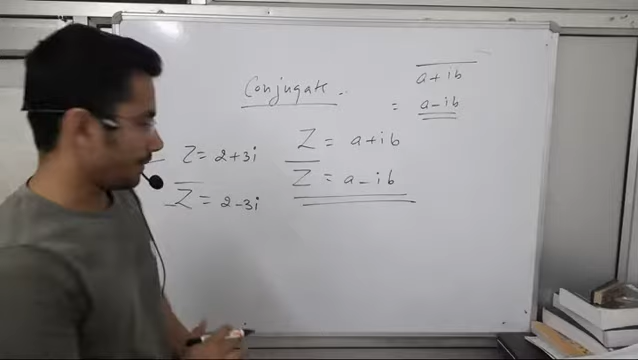 Conjugate.
a+ib
= a-ib
Z = 2+3i
Z̅ = 2-3i
Z = a+ib
Z̅ = a-ib